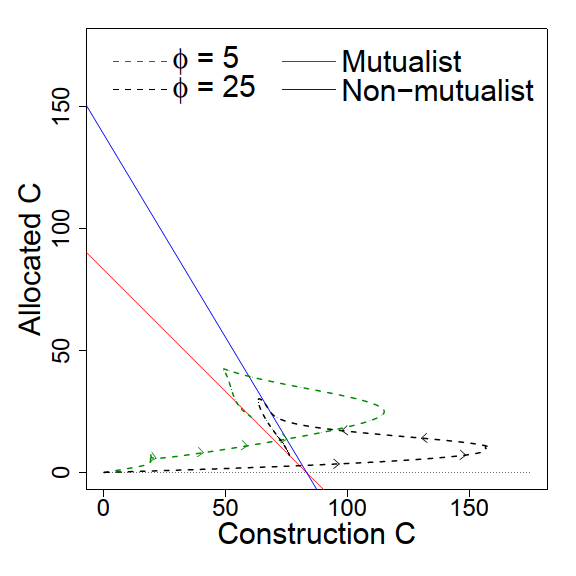 ϕ = 5 Mutualist
ϕ = 25 Non−mutualist
150
100
50
0
Allocated C
0 50 100 150
Construction C